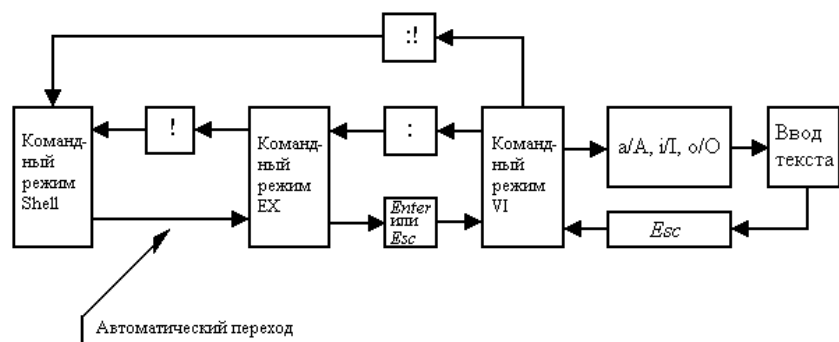 :!
Команд-
ный
режим
Shell
!
Команд-
ный
режим
EX
:
Enter
или
Esc
Команд-
ный
режим
VI
a/A, i/I, o/O
Ввод
текста
Esc
Автоматический переход